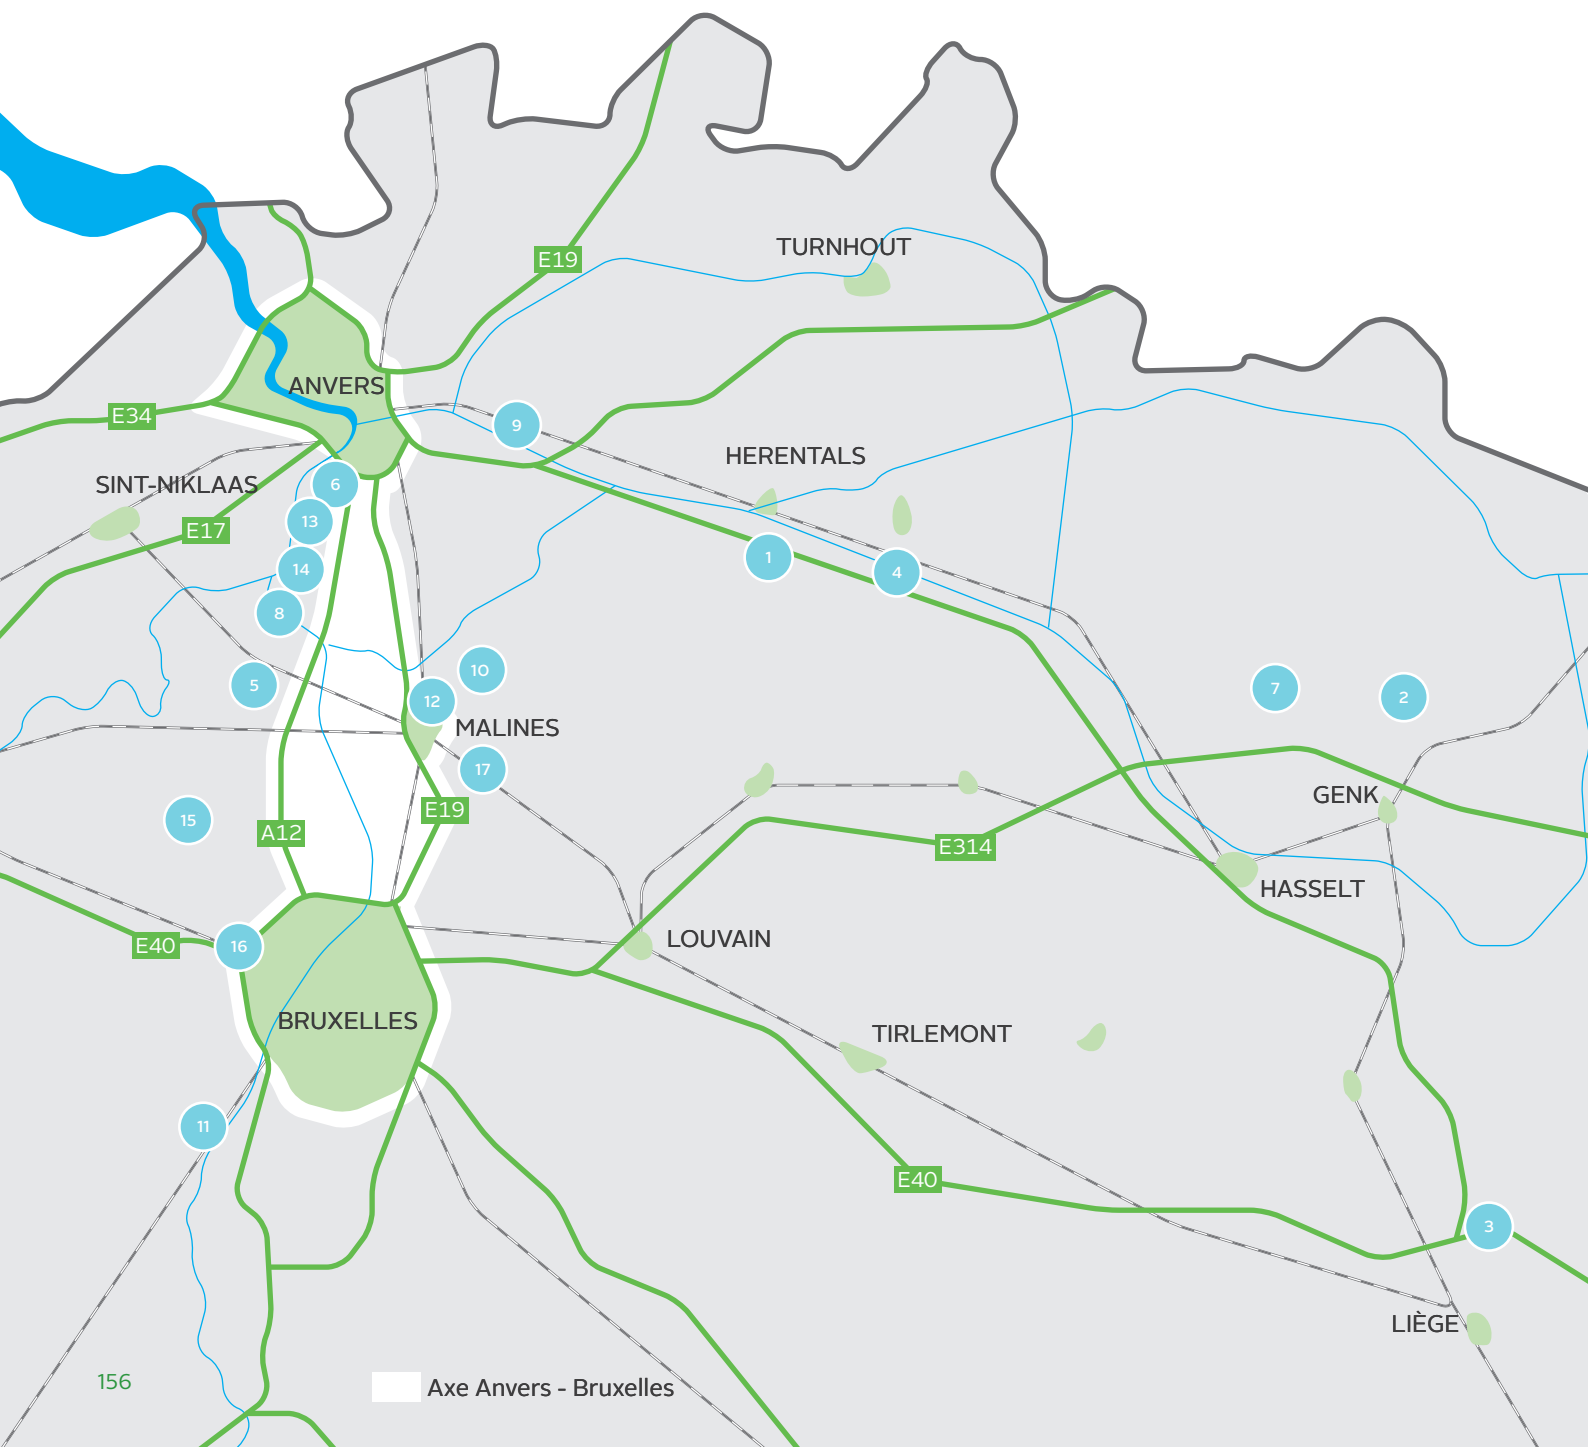 TURNHOUT
E19
ANVERS
E34
9
HERENTALS
SINT-NIKLAAS
6
13
E17
1
14
4
8
10
5
7
2
12
MALINES
17
GENK
E19
15
A12
E314
HASSELT
LOUVAIN
E40
16
BRUXELLES
TIRLEMONT
11
E40
3
LIÈGE
156
Axe Anvers - Bruxelles